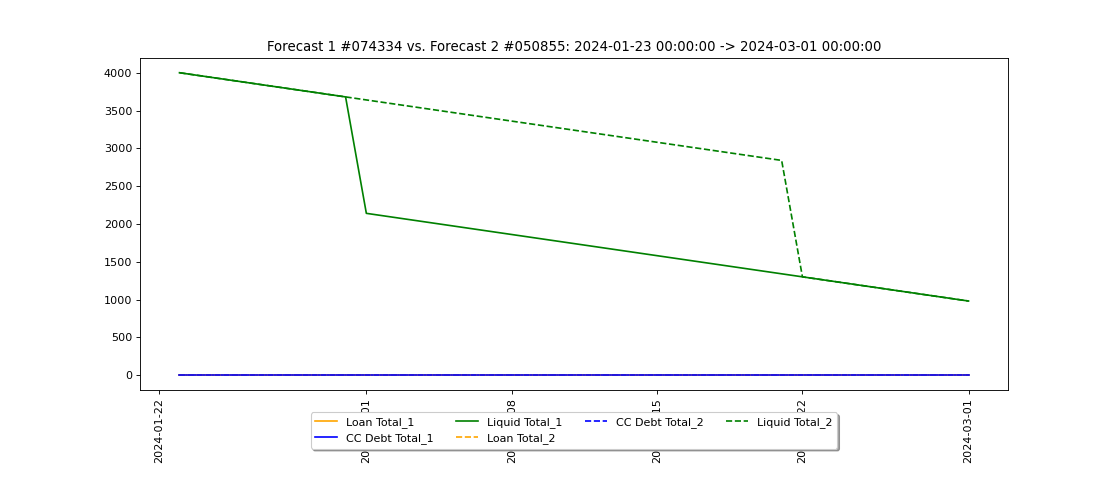 Forecast 1 #074334 vs. Forecast 2 #050855: 2024-01-23 00:00:00 -> 2024-03-01 00:00:00
4000
3500
3000
2500
2000
1500
1000
500
0
2024-01-22
2024-03-01
Loan Total_1
Liquid Total_1
CC Debt Total_2
Liquid Total_2
CC Debt Total_1
Loan Total_2